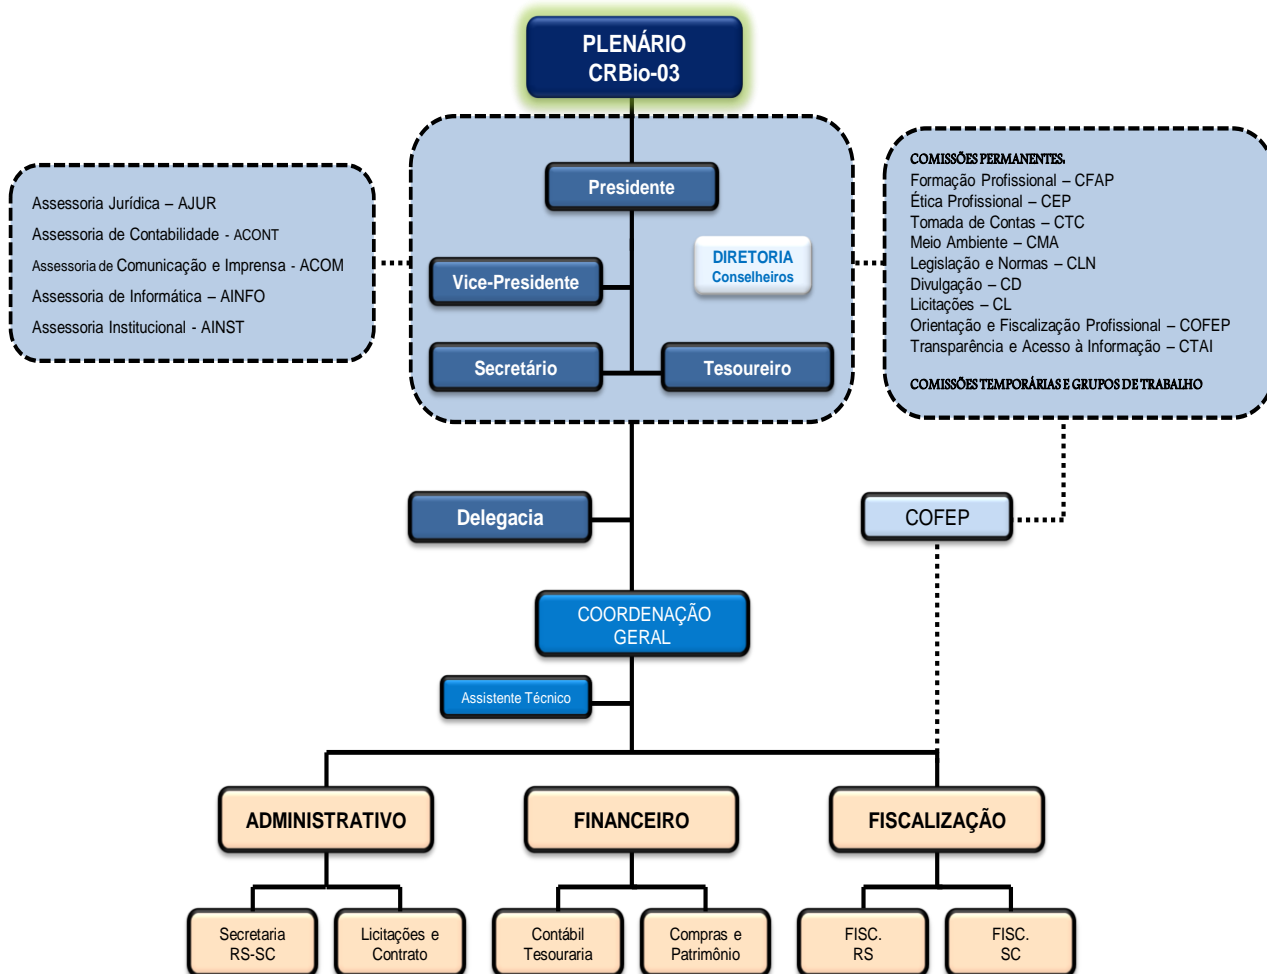 PLENÁRIO
CRBio-03
Assessoria Jurídica – AJUR
Assessoria de Contabilidade - ACONT
Assessoria de Comunicação e Imprensa - ACOM
Assessoria de Informática – AINFO
Assessoria Institucional - AINST
Presidente
DIRETORIA
Conselheiros
Vice-Presidente
Secretário
Tesoureiro
COMISSÕES PERMANENTES.
Formação Profissional – CFAP
Ética Profissional – CEP
Tomada de Contas – CTC
Meio Ambiente – CMA
Legislação e Normas – CLN
Divulgação – CD
Licitações – CL
Orientação e Fiscalização Profissional – COFEP
Transparência e Acesso à Informação – CTAI
COMISSÕES TEMPORÁRIAS E GRUPOS DE TRABALHO
Delegacia
COFEP
COORDENAÇÃO
GERAL
Assistente Técnico
ADMINISTRATIVO
FINANCEIRO
FISCALIZAÇÃO
Secretaria
RS-SC
Licitações e
Contrato
Contábil
Tesouraria
Compras e
Patrimônio
FISC.
RS
FISC.
SC